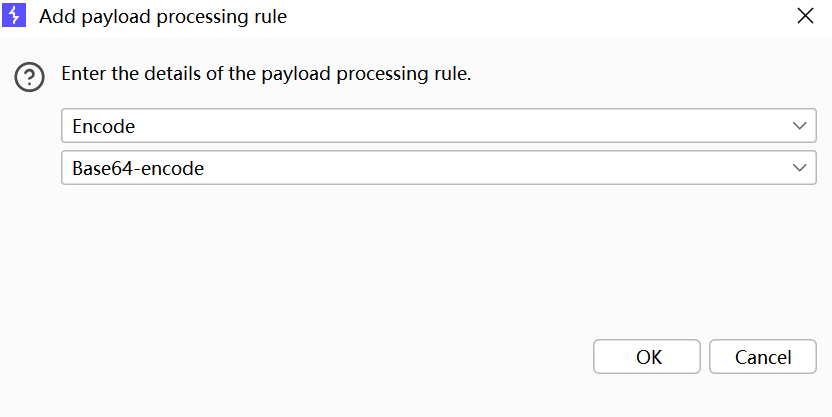 Add payload processing rule
Enter the details of the payload processing rule.
Encode
Base64-encode
OK Cancel